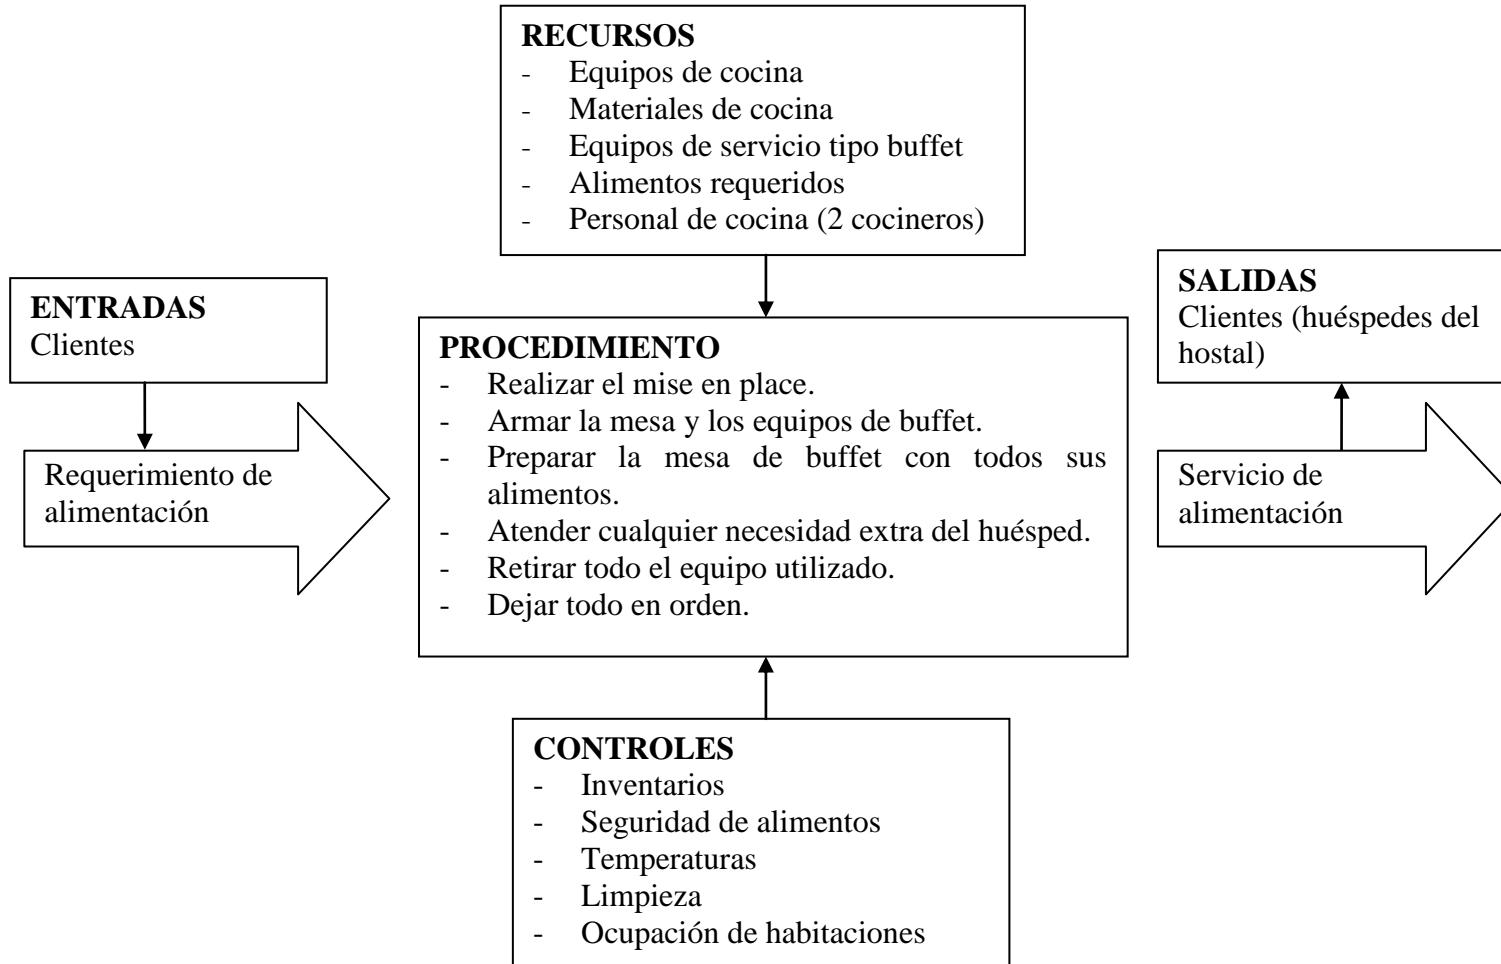 RECURSOS
- Equipos de cocina
- Materiales de cocina
- Equipos de servicio tipo buffet
- Alimentos requeridos
- Personal de cocina (2 cocineros)
ENTRADAS
Clientes
Requerimiento de
alimentación
PROCEDIMIENTO
- Realizar el mise en place.
- Armar la mesa y los equipos de buffet.
- Preparar la mesa de buffet con todos sus
alimentos.
- Atender cualquier necesidad extra del huésped.
- Retirar todo el equipo utilizado.
- Dejar todo en orden.
SALIDAS
Clientes (huéspedes del
hostal)
Servicio de
alimentación
CONTROLES
- Inventarios
- Seguridad de alimentos
- Temperaturas
- Limpieza
- Ocupación de habitaciones